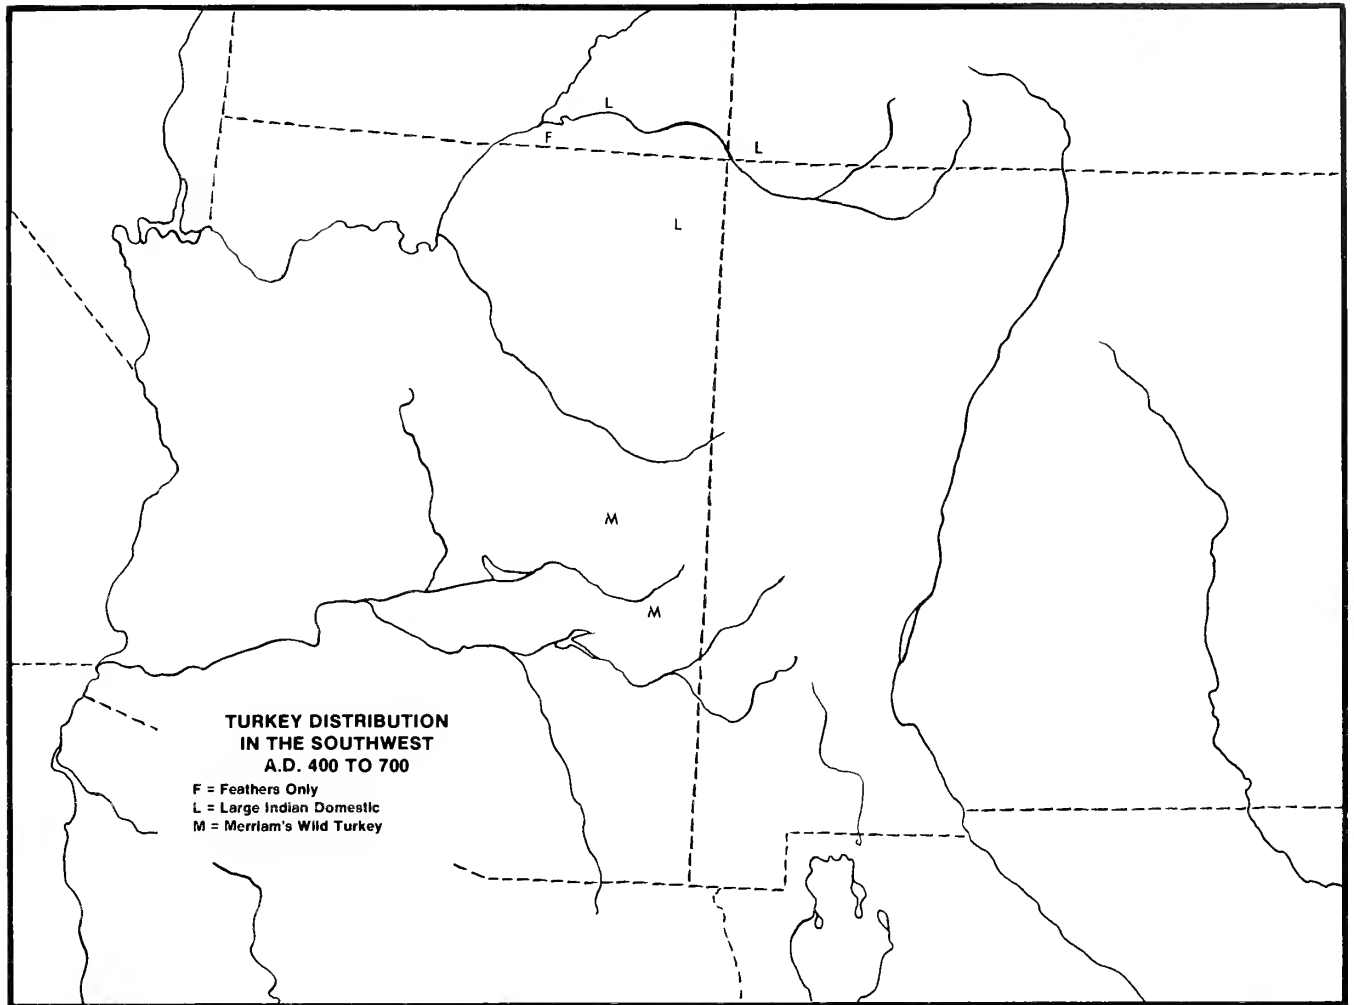 L
F
L
L
M
M
TURKEY DISTRIBUTION
IN THE SOUTHWEST
A.D. 400 TO 700
F = Feathers Only
L = Large Indian Domestic
M = Merriam's Wild Turkey